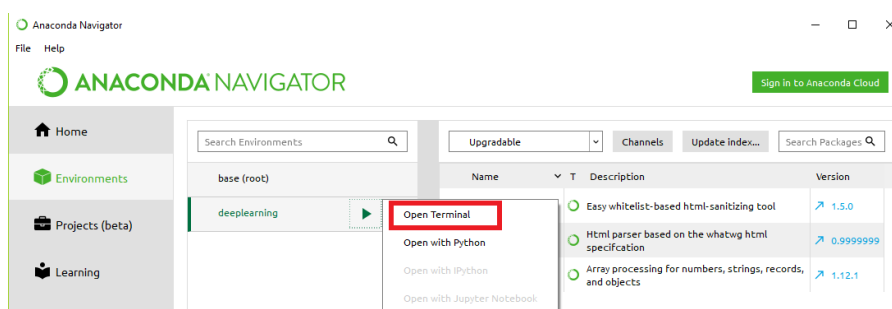 Anaconda Navigator
File Help
ANACONDA NAVIGATOR
Sign in to Anaconda Cloud
Home
Search Environments
Upgradable
Channels
Update index...
Search Packages
Environments
base (root)
Name
T
Description
Version
deeplearning
Open Terminal
Easy whitelist-based html-sanitizing tool
1.5.0
Projects (beta)
Open with Python
Html parser based on the whatwg html
specifcation
0.9999999
Learning
Open with IPython
Array processing for numbers, strings, records,
and objects
1.12.1
Open with Jupyter Notebook